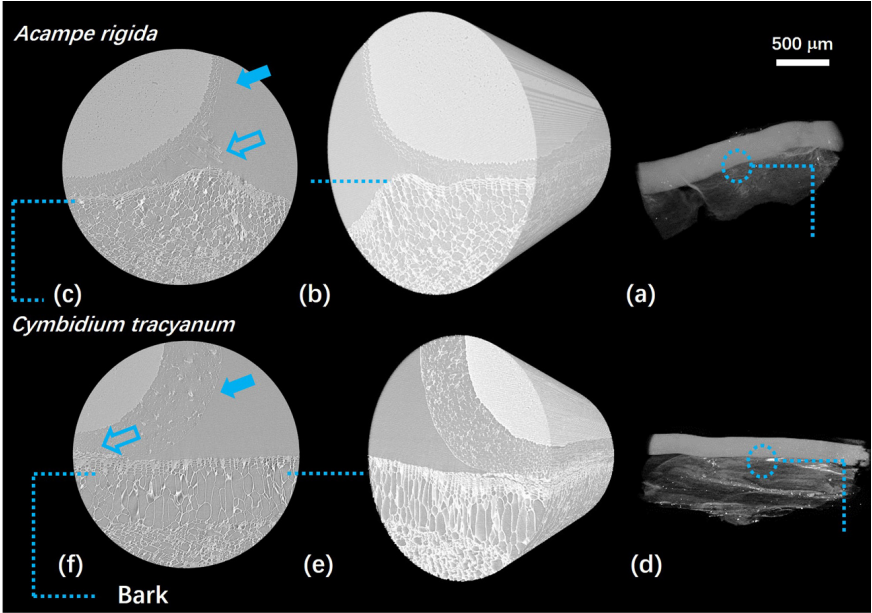 Acampe rigida
500 μm
(c)
(b)
(a)
Cymbidium tracyanum
(f)
(e)
(d)
Bark